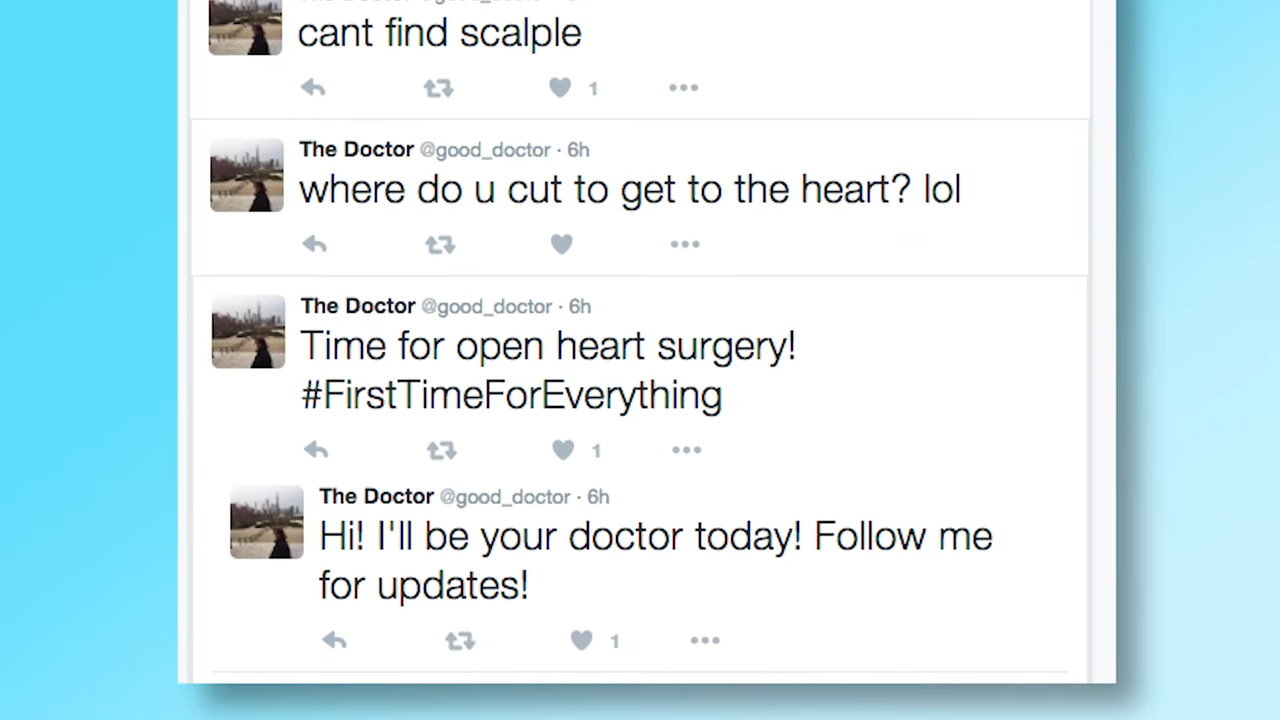 cant find scalple
1
The Doctor @good_doctor · 6h
where do u cut to get to the heart? lol
The Doctor @good_doctor · 6h
Time for open heart surgery!
#FirstTimeForEverything
1
The Doctor @good_doctor · 6h
Hi! I'll be your doctor today! Follow me
for updates!
1